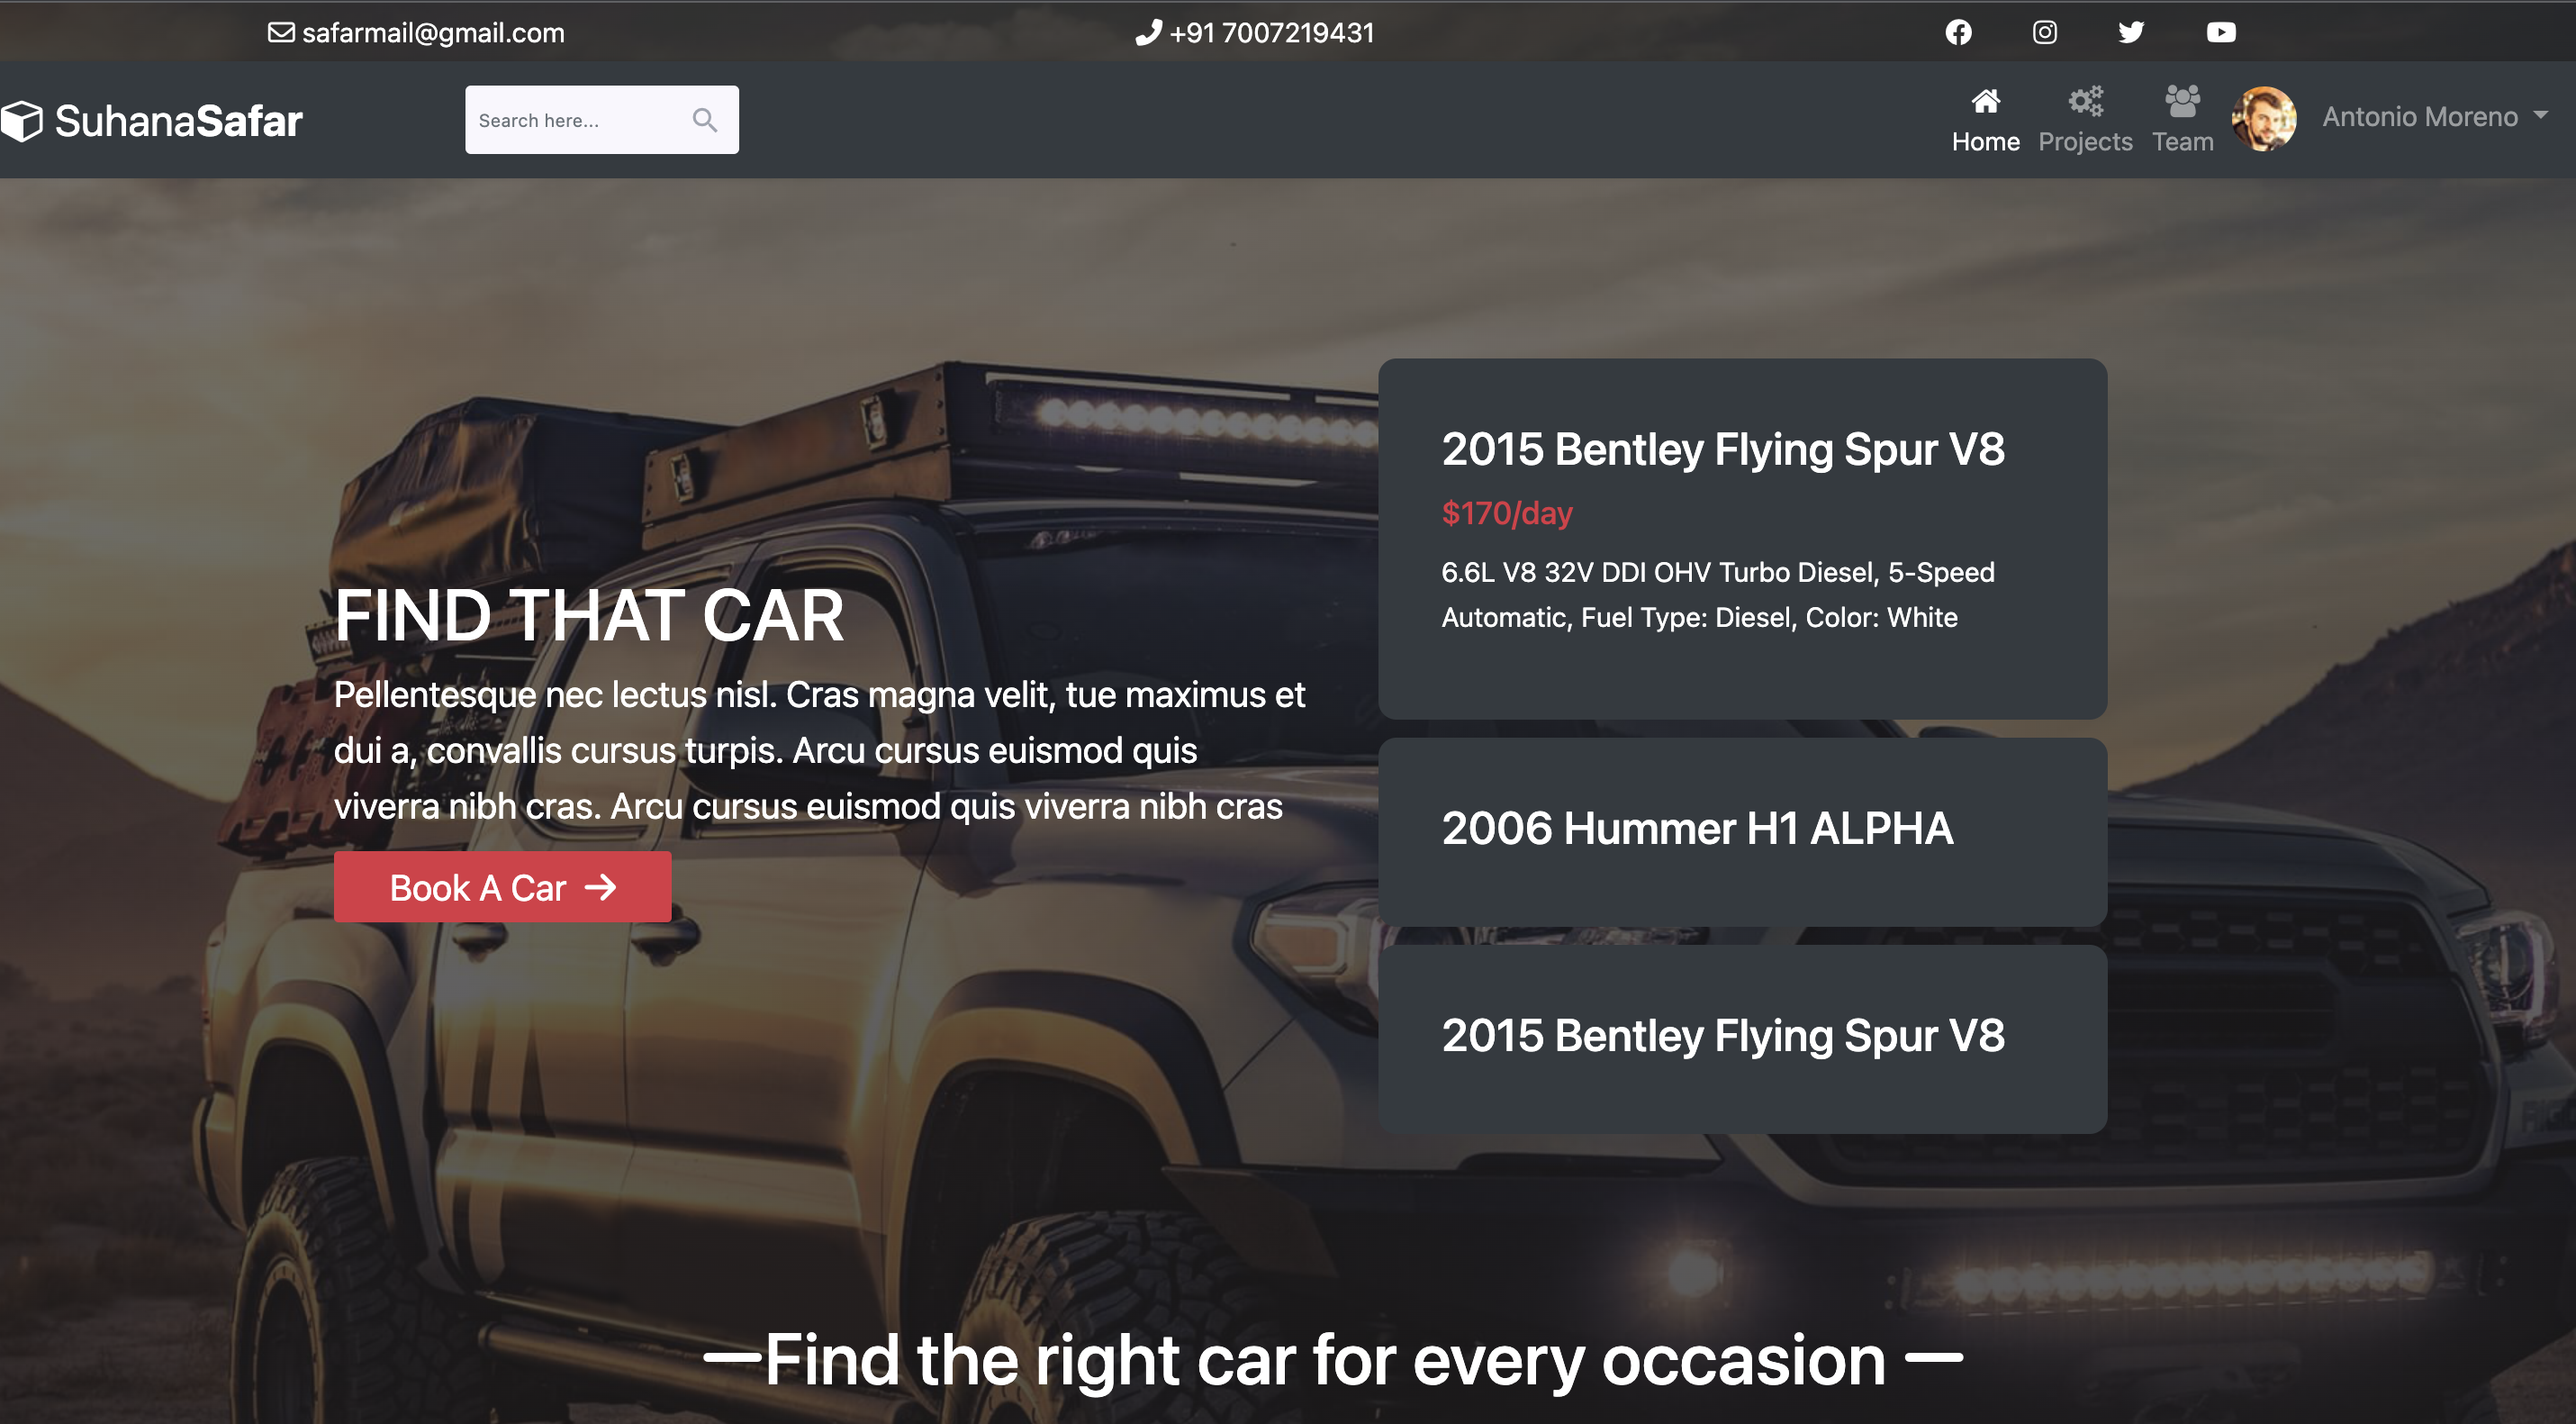 safarmail@gmail.com
+91 7007219431
SuhanaSafar
Search here...
Home
Projects
Team
Antonio Moreno
2015 Bentley Flying Spur V8
$170/day
6.6L V8 32V DDI OHV Turbo Diesel, 5-Speed
Automatic, Fuel Type: Diesel, Color: White
FIND THAT CAR
Pellentesque nec lectus nisl. Cras magna velit, tue maximus et
dui a, convallis cursus turpis. Arcu cursus euismod quis
viverra nibh cras. Arcu cursus euismod quis viverra nibh cras
Book A Car
2006 Hummer H1 ALPHA
2015 Bentley Flying Spur V8
—Find the right car for every occasion —